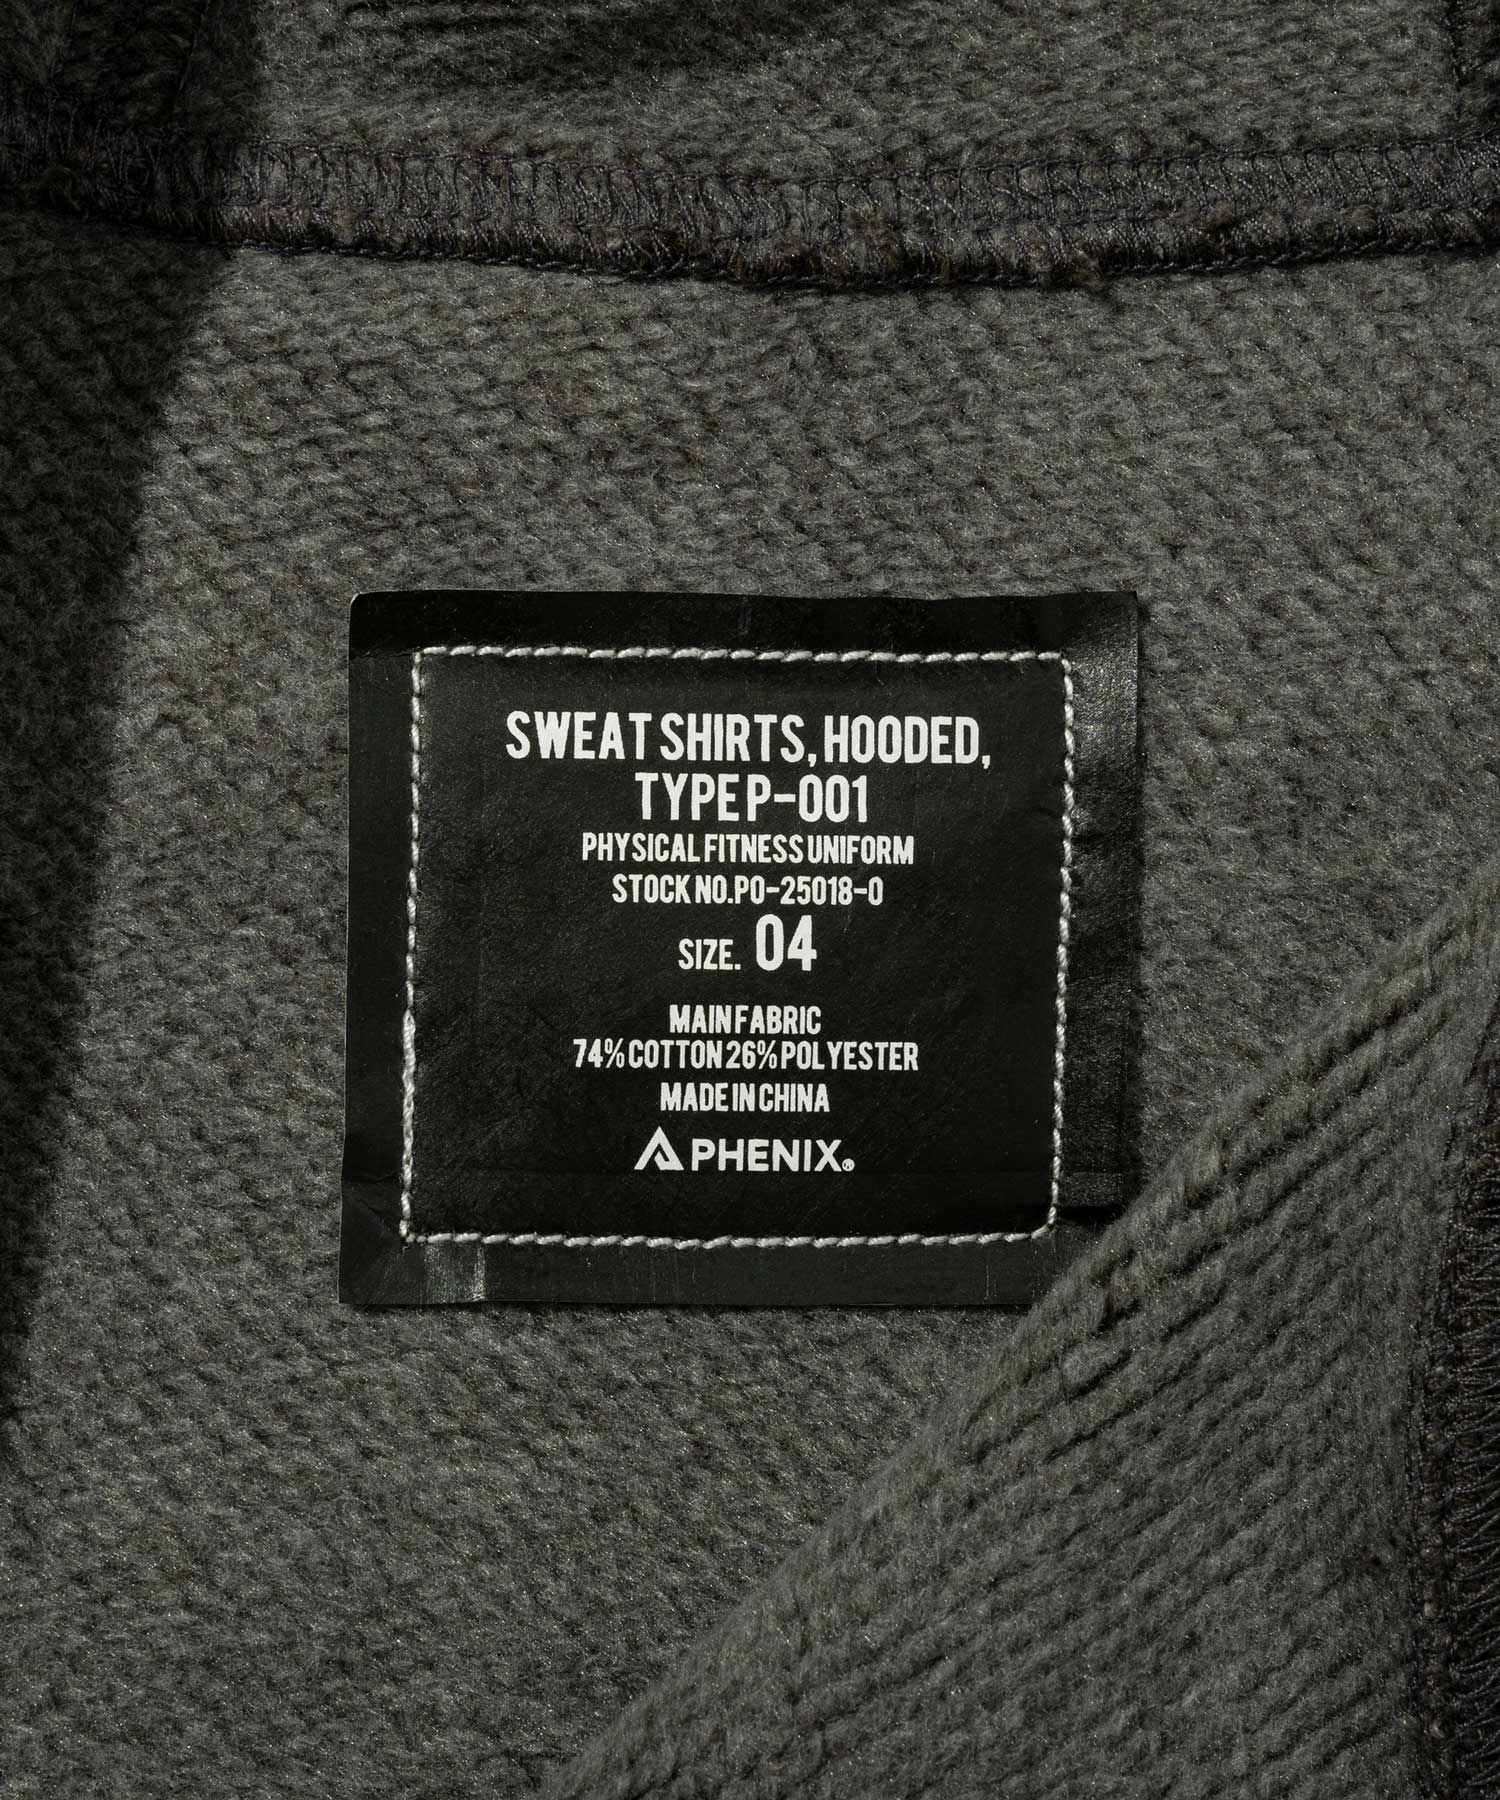 SWEAT SHIRTS, HOODED,
TYPE P-001
PHYSICAL FITNESS UNIFORM
STOCK NO. PO-25018-0
SIZE. 04
MAIN FABRIC
74% COTTON 26% POLYESTER
MADE IN CHINA
PHENIX®